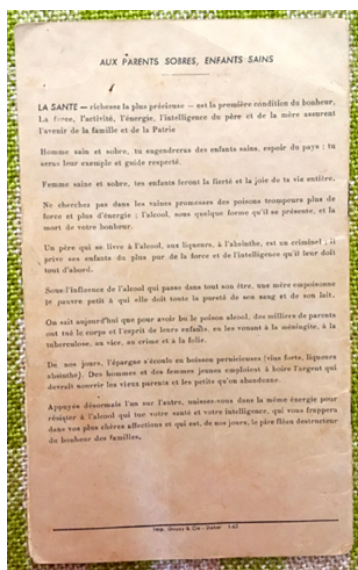 AUX PARENTS SOBRES, ENFANTS SAINS
LA SANTE — richesse la plus précieuse — est la première condition du bonheur,
La force, l'activité, l'énergie, l'intelligence du père et de la mère assurent
l'avenir de la famille et de la Patrie
Homme sain et sobre, tu engendreras des enfants sains, espoir du pays ; tu
seras leur exemple et guide respecté.
Femme saine et sobre, tes enfants feront la fierté et la joie de ta vie entière.
Ne cherches pas dans les vaines promesses des poisons trompeurs plus de
force et plus d'énergie ; l'alcool, sous quelque forme qu'il se présente, et la
mort de votre bonheur.
Un père qui se livre à l'alcool, aux liqueurs, à l'absinthe, est un criminel ; il
prive ses enfants du plus pur de la force et de l'intelligence qu'il leur doit
tout d'abord.
Sous l'influence de l'alcool qui passe dans tout son être, une mère empoisonne
le pauvre petit à qui elle doit toute la pureté de son sang et de son lait.
On sait aujourd'hui que pour avoir bu le poison alcool, des milliers de parents
ont tué le corps et l'esprit de leurs enfants, en les vouant à la méningite, à la
tuberculose, au vice, au crime et à la folie.
De nos jours, l'épargne s'écoule en boissons pernicieuses (vins forts, liqueurs
absinthe). Des hommes et des femmes jeunes emploient à boire l'argent qui
devrait nourrir les vieux parents et les petits qu'on abandonne.
Appuyés désormais l'un sur l'autre, unissez-vous dans la même énergie pour
résister à l'alcool qui tue votre santé et votre intelligence, qui vous frappera
dans vos plus chères affections et qui est, de nos jours, le pire fléau destructeur
du bonheur des familles.
Imp. & Cie - Dakar